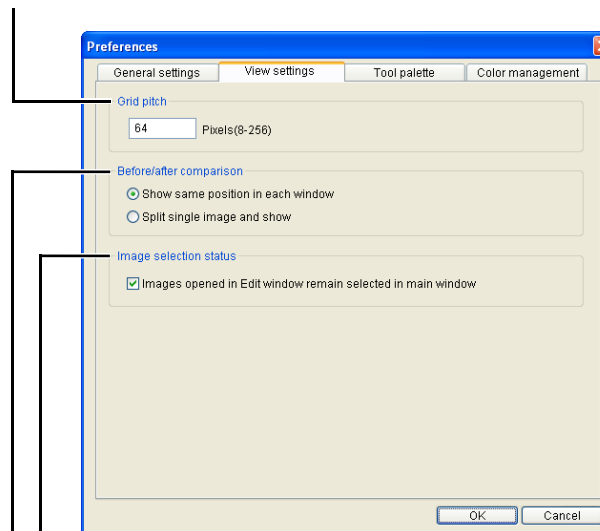 Preferences
General settings View settings Tool palette Color management
Grid pitch
64 Pixels(8-256)
Before/after comparison
Show same position in each window
Split single image and show
Image selection status
Images opened in Edit window remain selected in main window
OK Cancel